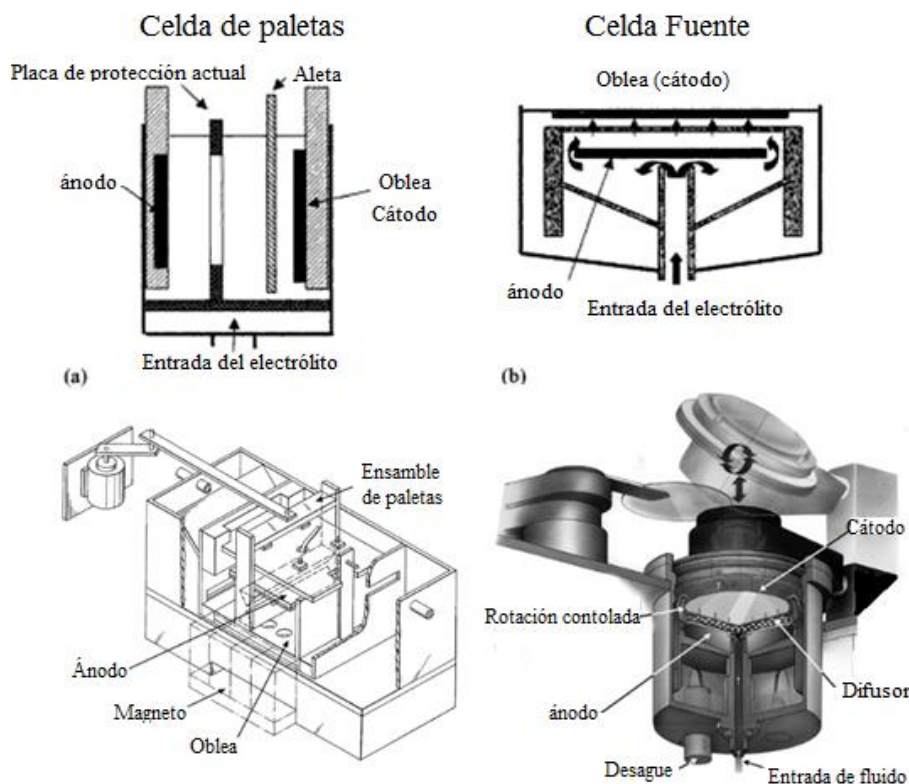 Celda de paletas
Celda Fuente
Placa de protección actual
Aleta
ánodo
Oblea
Cátodo
Entrada del electrólito
Oblea (cátodo)
ánodo
Entrada del electrólito
(a)
(b)
Ensamble
de paletas
Ánodo
Magneto
Oblea
Cátodo
Rotación contolada
ánodo
Difusor
Desague
Entrada de fluido